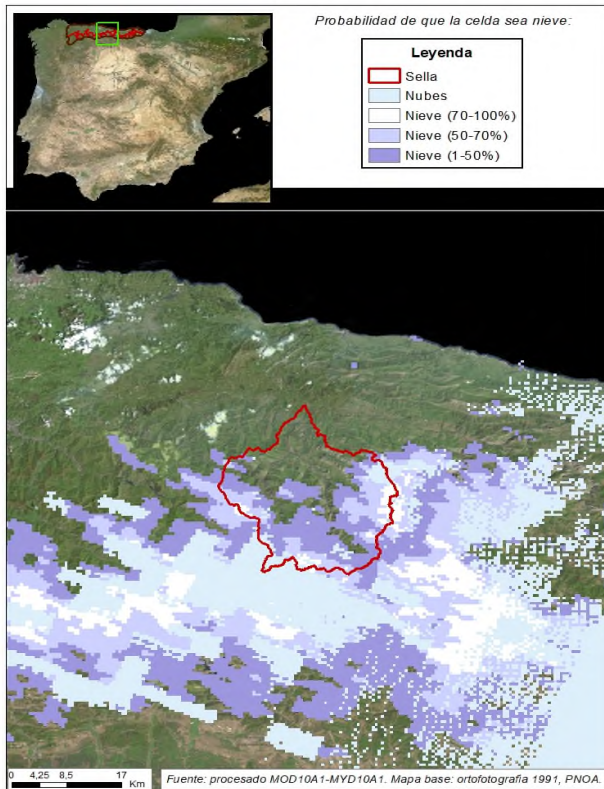 Probabilidad de que la celda sea nieve:
Leyenda
Sella
Nubes
Nieve (70-100%)
Nieve (50-70%)
Nieve (1-50%)
0 4,25 8,5 17
Km
Fuente: procesado MOD10A1-MYD10A1. Mapa base: ortofotografia 1991, PNOA.